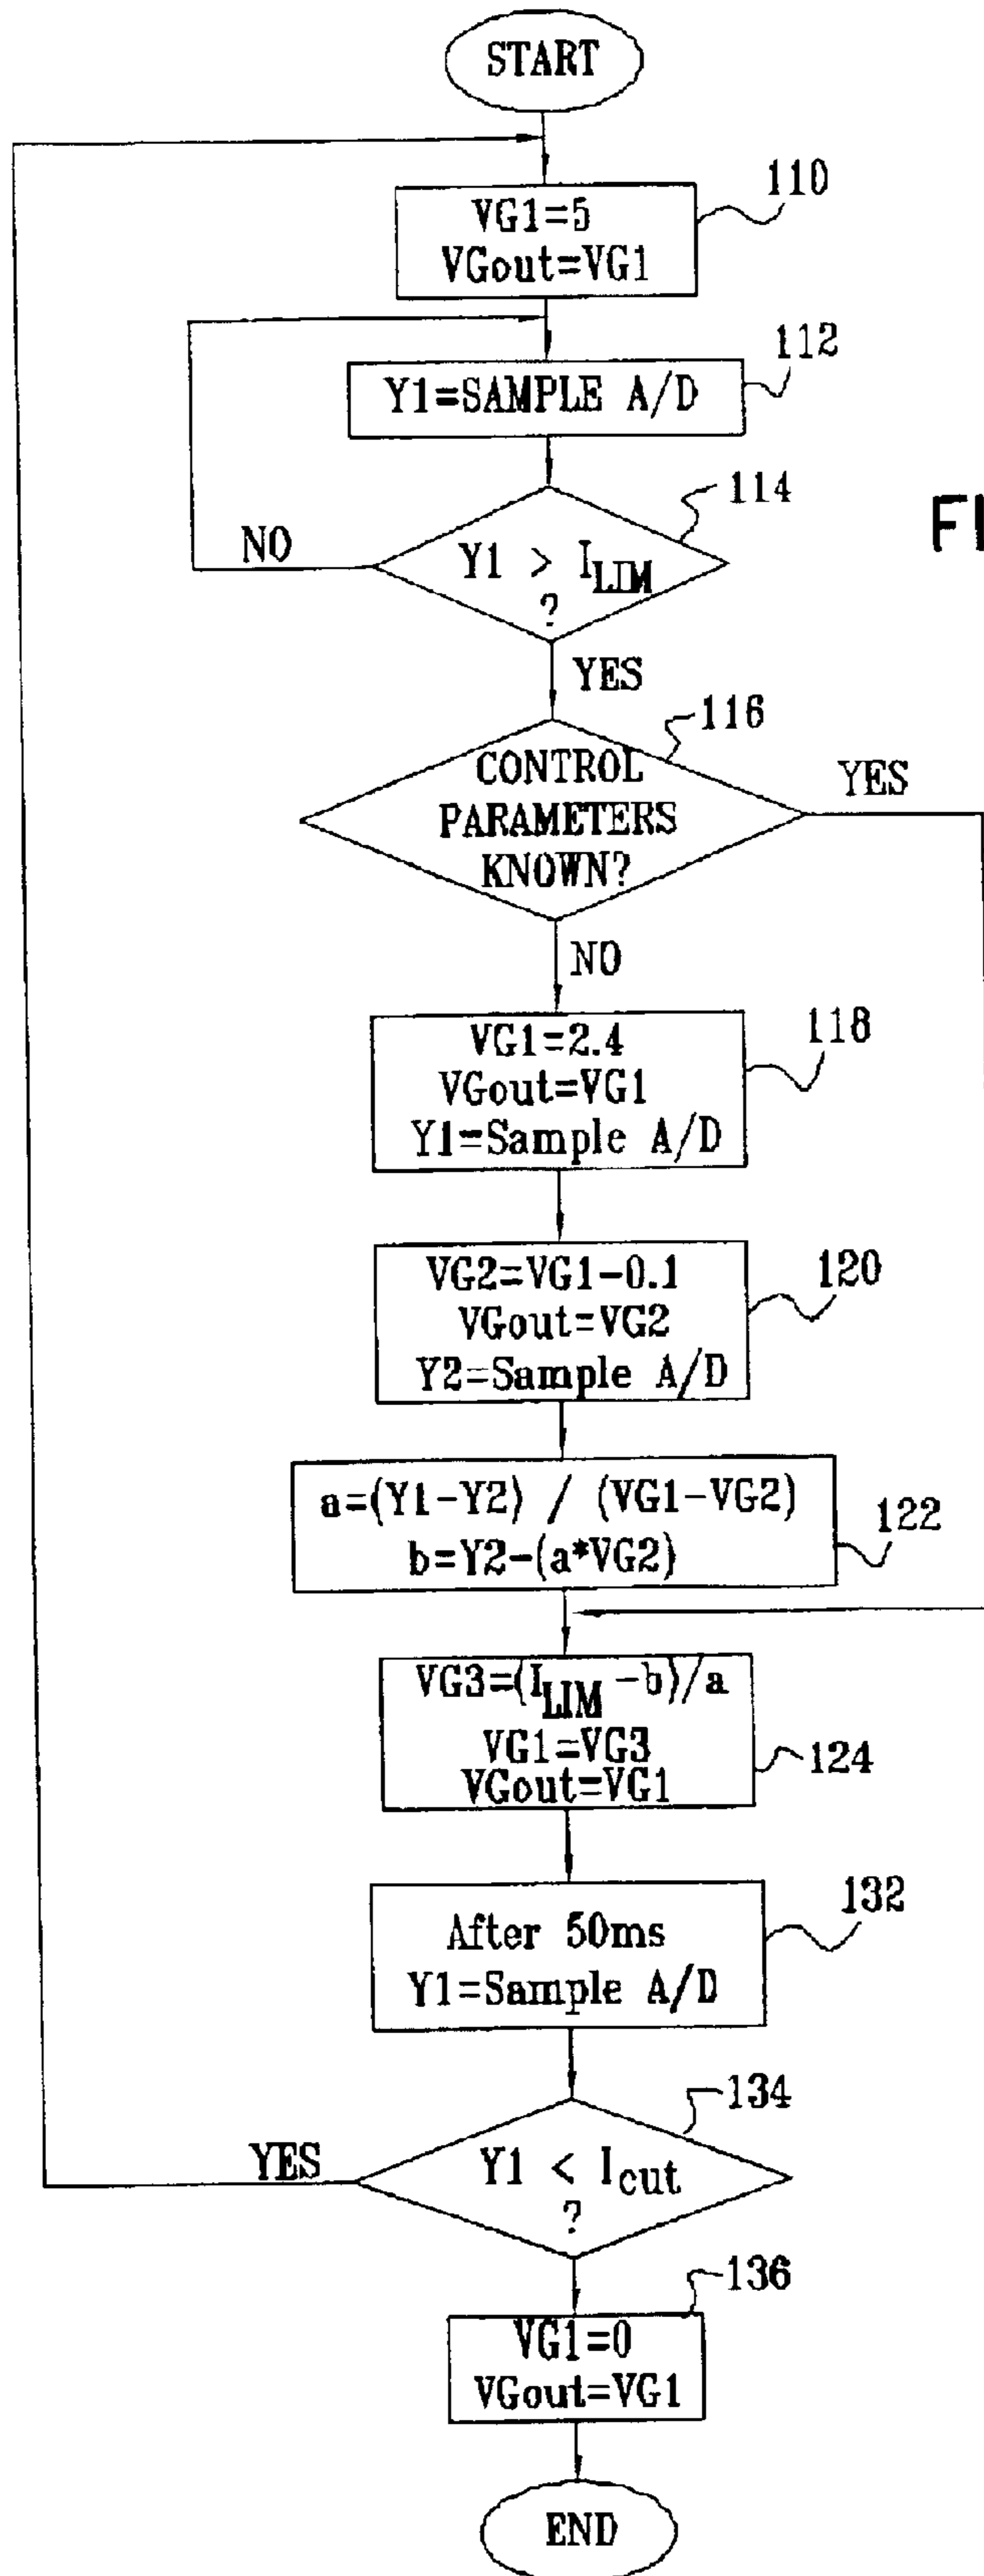 START
110
VG1=5
VGout=VG1
112
Y1=SAMPLE A/D
114
Y1 > ILIM
?
NO
YES
116
CONTROL
PARAMETERS
KNOWN?
YES
NO
118
VG1=2.4
VGout=VG1
Y1=Sample A/D
120
VG2=VG1-0.1
VGout=VG2
Y2=Sample A/D
a=(Y1-Y2) / (VG1-VG2)
b=Y2-(a*VG2)
122
VG3=(ILIM -b)/a
VG1=VG3
VGout=VG1
124
132
After 50ms
Y1=Sample A/D
134
YES
Y1 < Icut
?
136
VG1=0
VGout=VG1
END